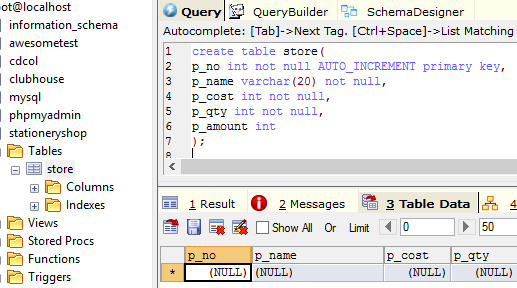 ot@localhost
information_schema
awesometest
cdcol
clubhouse
mysql
phpmyadmin
stationeryshop
Tables
store
Columns
Indexes
Views
Stored Procs
Functions
Triggers
Query QueryBuilder SchemaDesigner
Autocomplete: [Tab]->Next Tag. [Ctrl+Space]->List Matching
1 create table store(
2 p_no int not null AUTO_INCREMENT primary key,
3 p_name varchar(20) not null,
4 p_cost int not null,
5 p_qty int not null,
6 p_amount int
7 );
8
1 Result 2 Messages 3 Table Data 4
Show All Or Limit 0 50
p_no p_name p_cost p_qty
* (NULL) (NULL) (NULL) (NULL)